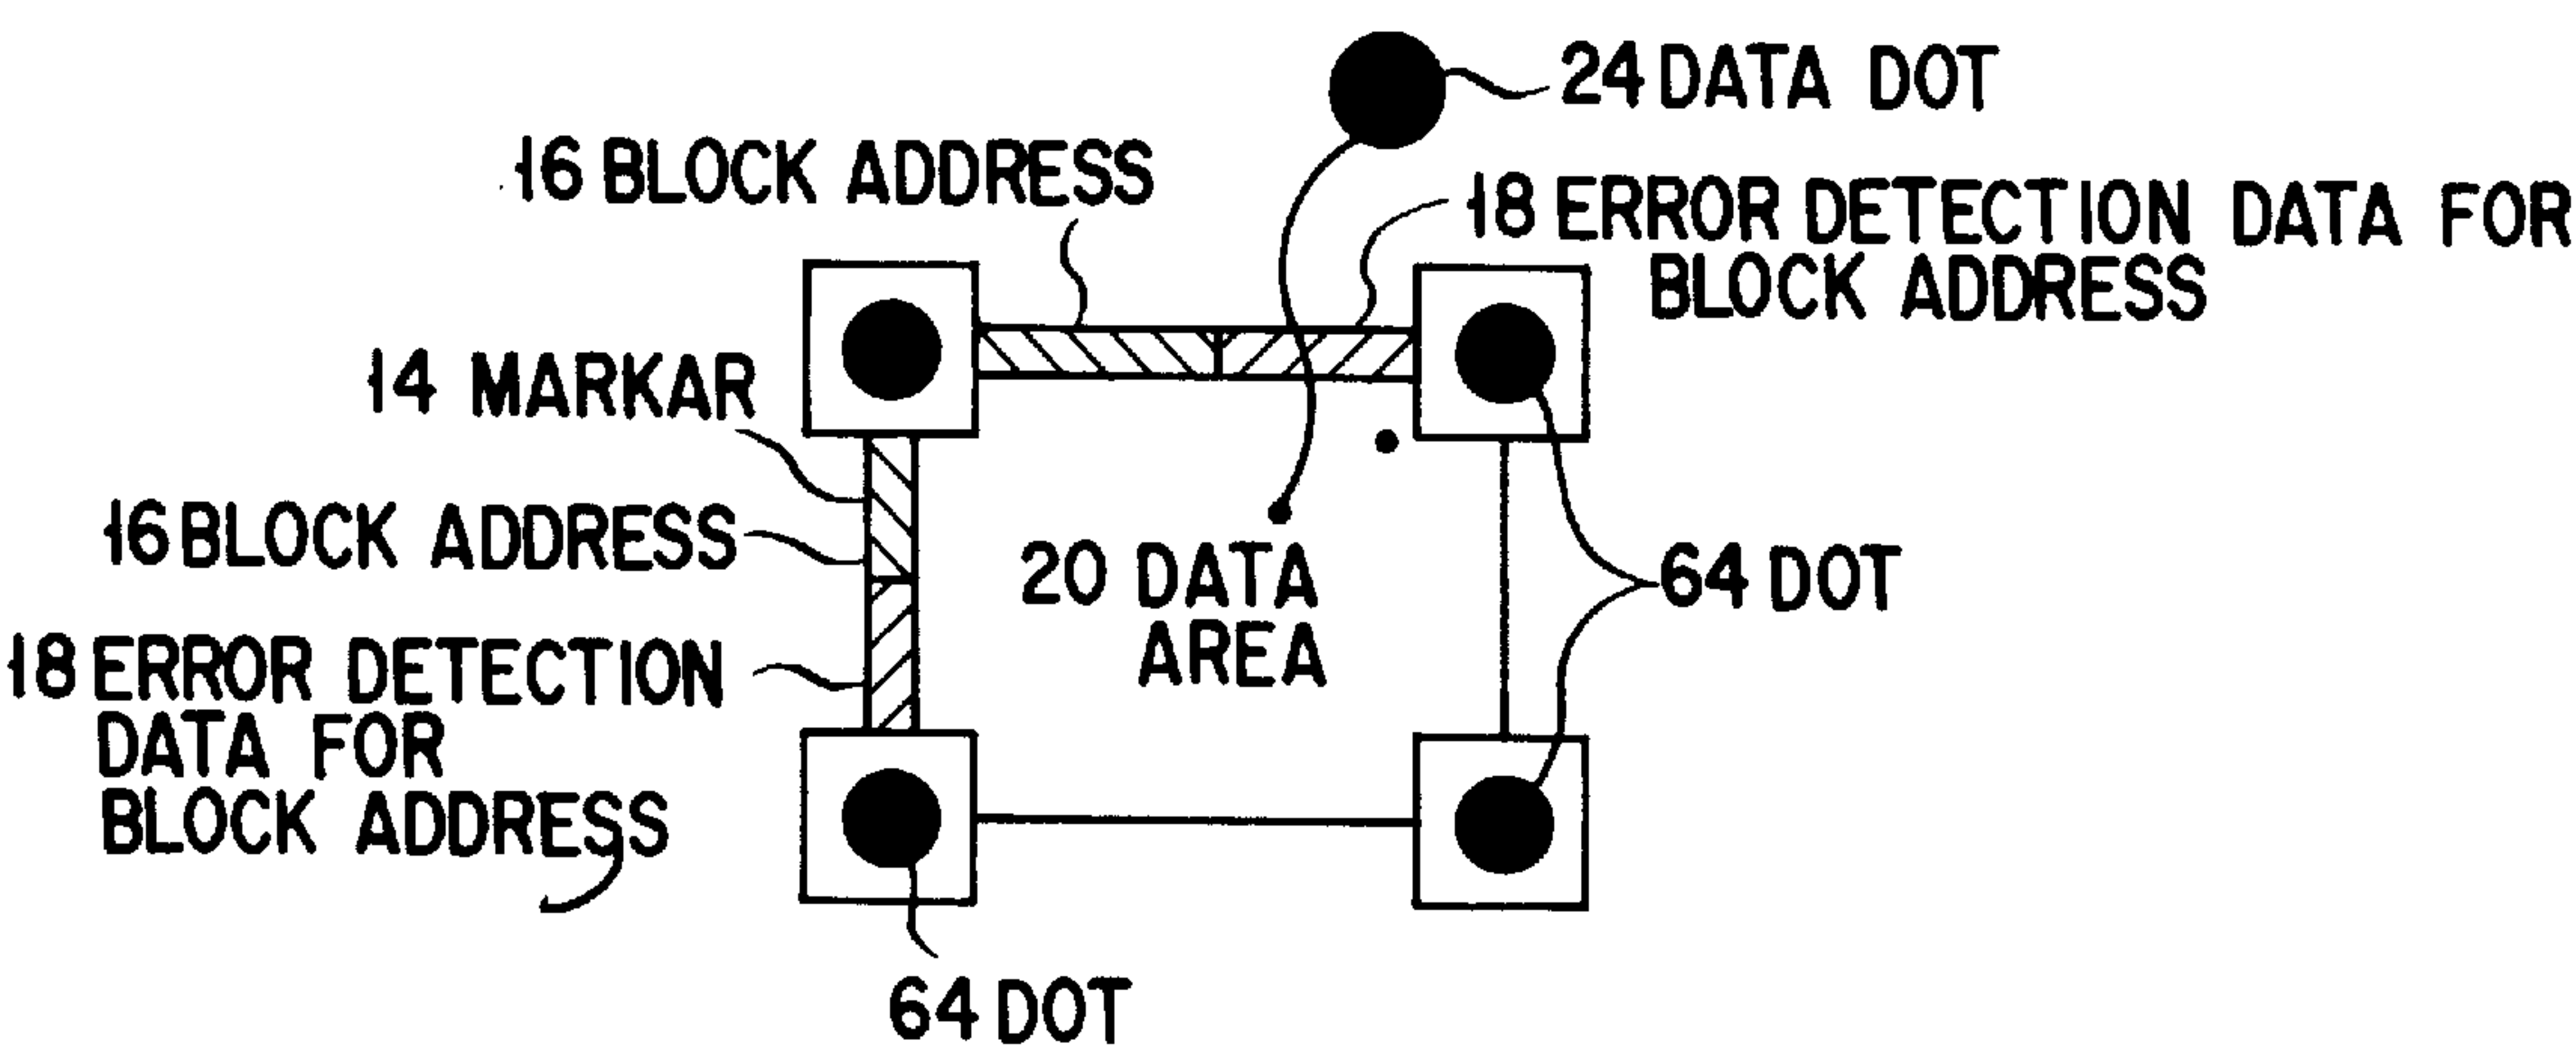 24 DATA DOT
16 BLOCK ADDRESS
18 ERROR DETECTION DATA FOR
BLOCK ADDRESS
14 MARKAR
16 BLOCK ADDRESS
20 DATA
AREA
64 DOT
18 ERROR DETECTION
DATA FOR
BLOCK ADDRESS
64 DOT